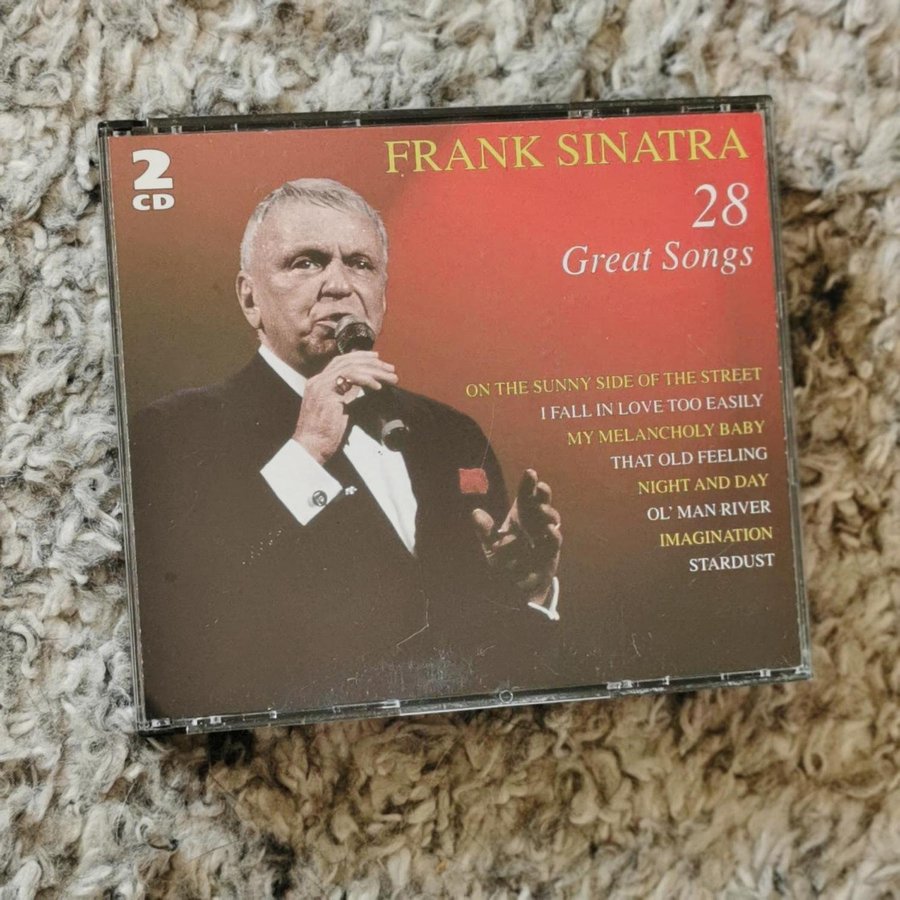 2
CD
FRANK SINATRA
28
Great Songs
ON THE SUNNY SIDE OF THE STREET
I FALL IN LOVE TOO EASILY
MY MELANCHOLY BABY
THAT OLD FEELING
NIGHT AND DAY
OL' MAN RIVER
IMAGINATION
STARDUST